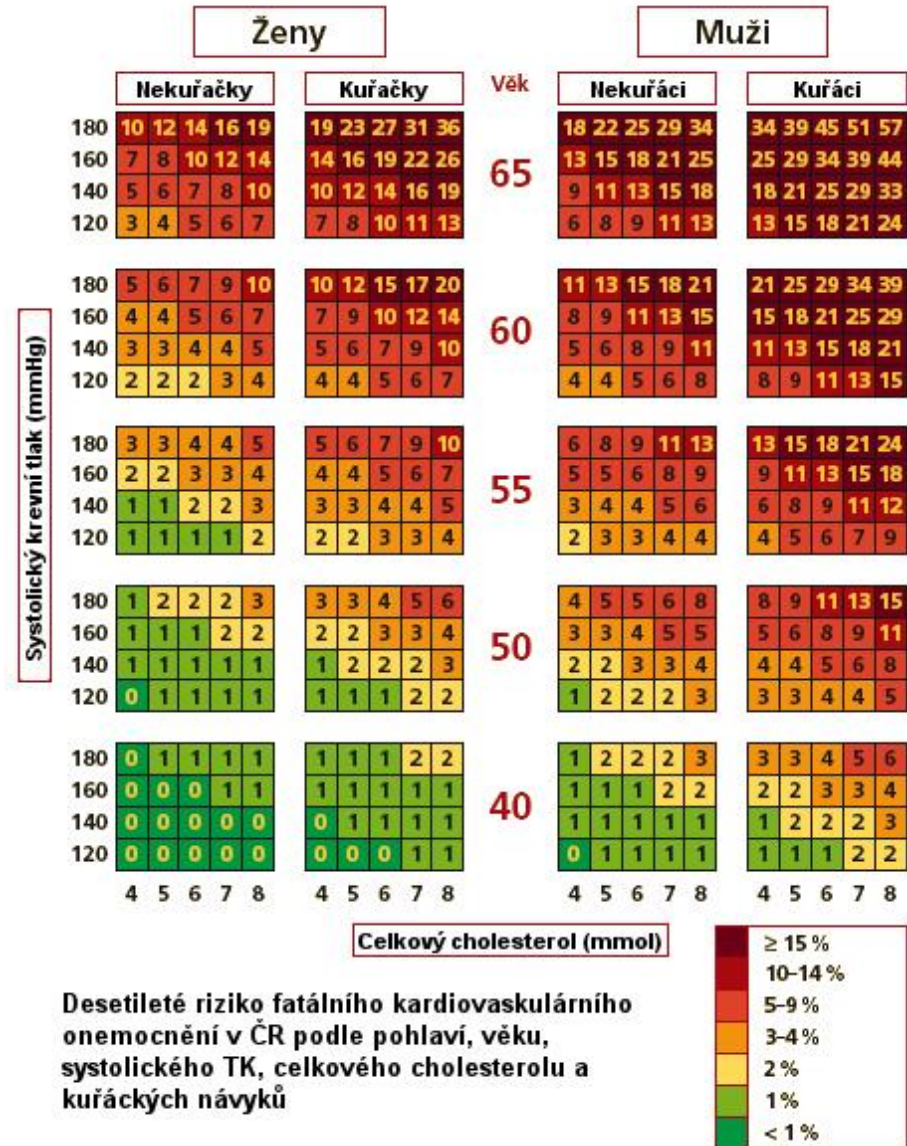 Ženy Muži
Nekuřačky Kuřačky Věk Nekuřáci Kuřáci
180 10 12 14 16 19 19 23 27 31 36 18 22 25 29 34 34 39 45 51 57
160 7 8 10 12 14 14 16 19 22 26 13 15 18 21 25 25 29 34 39 44
65
140 5 6 7 8 10 10 12 14 16 19 9 11 13 15 18 18 21 25 29 33
120 3 4 5 6 7 7 8 10 11 13 6 8 9 11 13 13 15 18 21 24
180 5 6 7 9 10 10 12 15 17 20 11 13 15 18 21 21 25 29 34 39
160 4 4 5 6 7 7 9 10 12 14 8 9 11 13 15 15 18 21 25 29
60
140 3 3 4 4 5 5 6 7 9 10 5 6 8 9 11 11 13 15 18 21
120 2 2 2 3 4 4 4 5 6 7 4 4 5 6 8 8 9 11 13 15
Systolický krevní tlak (mmHg)
180 3 3 4 4 5 5 6 7 9 10 6 8 9 11 13 13 15 18 21 24
160 2 2 3 3 4 4 4 5 6 7 5 5 6 8 9 9 11 13 15 18
55
140 1 1 2 2 3 3 3 4 4 5 3 4 4 5 6 6 8 9 11 12
120 1 1 1 1 2 2 2 3 3 4 2 3 3 4 4 4 5 6 7 9
180 1 2 2 2 3 3 3 4 5 6 4 5 5 6 8 8 9 11 13 15
160 1 1 1 2 2 2 2 3 3 4 3 3 4 5 5 5 6 8 9 11
50
140 1 1 1 1 1 1 2 2 2 3 2 2 3 3 4 4 4 5 6 8
120 0 1 1 1 1 1 1 1 2 2 1 2 2 2 3 3 3 4 4 5
180 0 1 1 1 1 1 1 1 2 2 1 2 2 2 3 3 3 4 5 6
160 0 0 0 1 1 1 1 1 1 1 1 1 1 2 2 2 2 3 3 4
40
140 0 0 0 0 0 0 1 1 1 1 1 1 1 1 1 1 2 2 2 3
120 0 0 0 0 0 0 0 0 1 1 0 1 1 1 1 1 1 1 2 2
4 5 6 7 8 4 5 6 7 8 4 5 6 7 8 4 5 6 7 8
Celkový cholesterol (mmol)
≥ 15 %
10–14 %
5–9 %
3–4 %
2 %
1 %
< 1 %
Desetileté riziko fatálního kardiovaskulárního
onemocnění v ČR podle pohlaví, věku,
systolického TK, celkového cholesterolu a
kuřáckých návyků